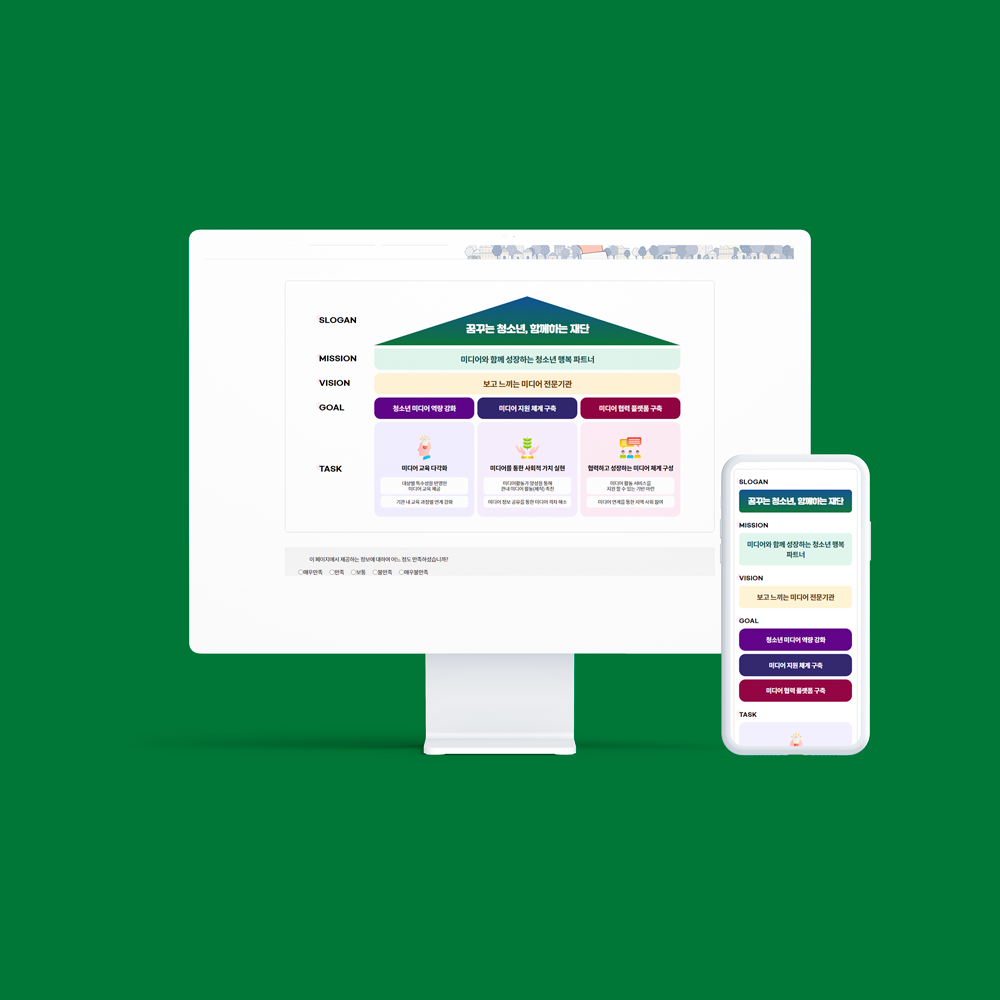 SLOGAN
꿈꾸는 청소년, 함께하는 재단
MISSION
미디어와 함께 성장하는 청소년 행복 파트너
VISION
보고 느끼는 미디어 전문기관
GOAL
청소년 미디어 역량 강화
미디어 지원 체계 구축
미디어 협력 플랫폼 구축
TASK
미디어 교육 다각화
대상별 특수성을 반영한
미디어 교육 제공
기관 내 교육 과정별 연계 강화
미디어를 통한 사회적 가치 실현
미디어활동가 양성을 통해
관내 미디어 활동(제작) 촉진
미디어 정보 공유를 통한 미디어 격차 해소
협력하고 성장하는 미디어 체계 구성
미디어 활동 서비스를
지원 할 수 있는 기반 마련
미디어 연계를 통한 지역 사회 참여
이 페이지에서 제공하는 정보에 대하여 어느 정도 만족하셨습니까?
매우만족 만족 보통 불만족 매우불만족
SLOGAN
꿈꾸는 청소년, 함께하는 재단
MISSION
미디어와 함께 성장하는 청소년 행복
파트너
VISION
보고 느끼는 미디어 전문기관
GOAL
청소년 미디어 역량 강화
미디어 지원 체계 구축
미디어 협력 플랫폼 구축
TASK